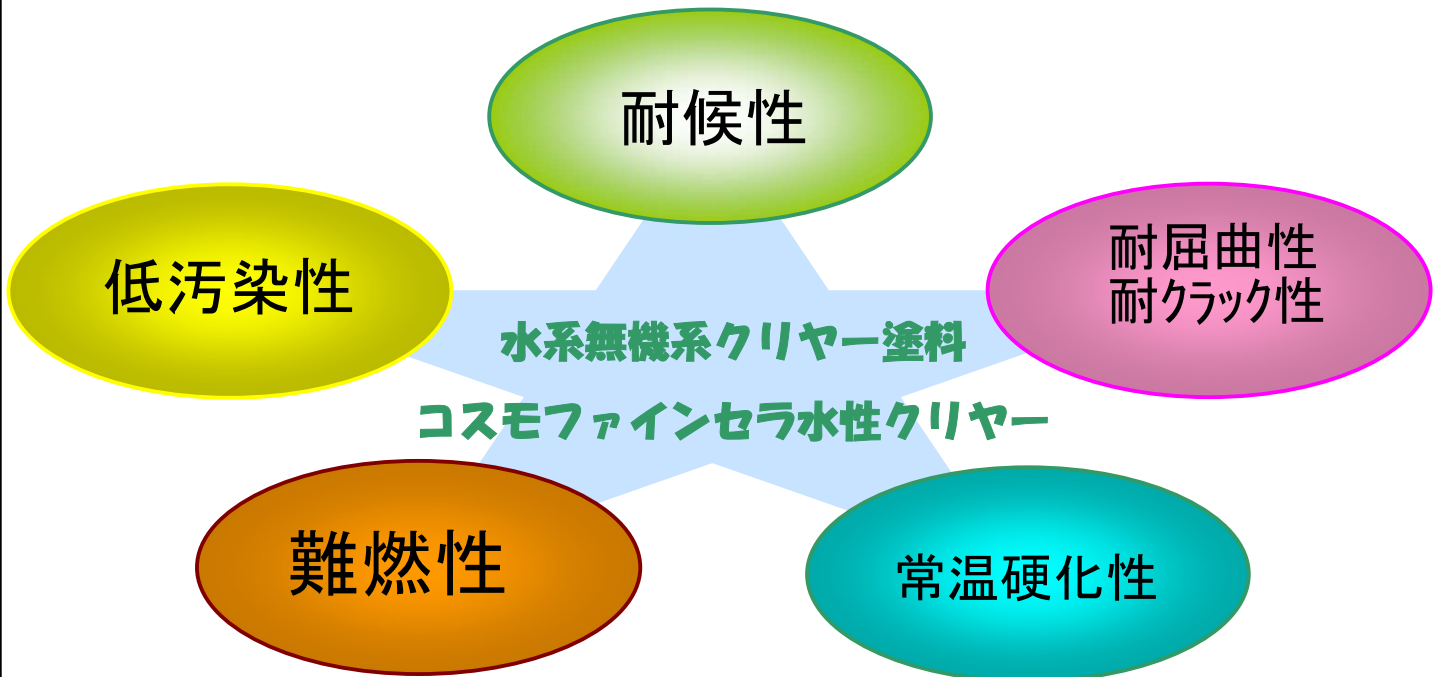 耐候性
低汚染性
耐屈曲性
耐クラック性
水系無機系クリヤー塗料
コスモファインセラ水性クリヤー
難燃性
常温硬化性